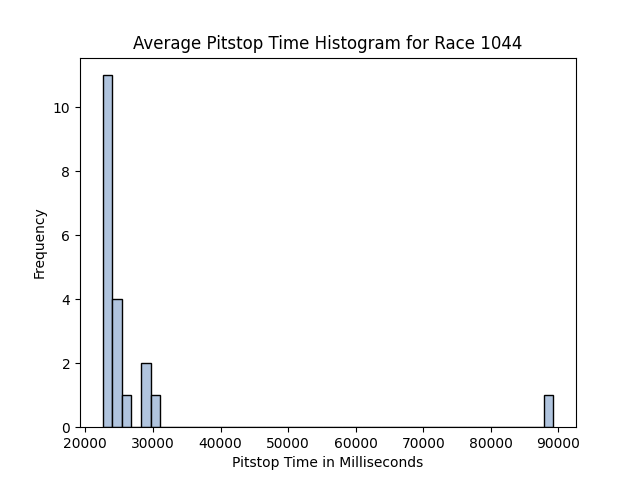 Average Pitstop Time Histogram for Race 1044
10
8
6
4
2
0
Frequency
20000 30000 40000 50000 60000 70000 80000 90000
Pitstop Time in Milliseconds